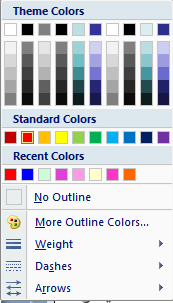 Theme Colors
Standard Colors
Recent Colors
No Outline
More Outline Colors...
Weight
Dashes
Arrows